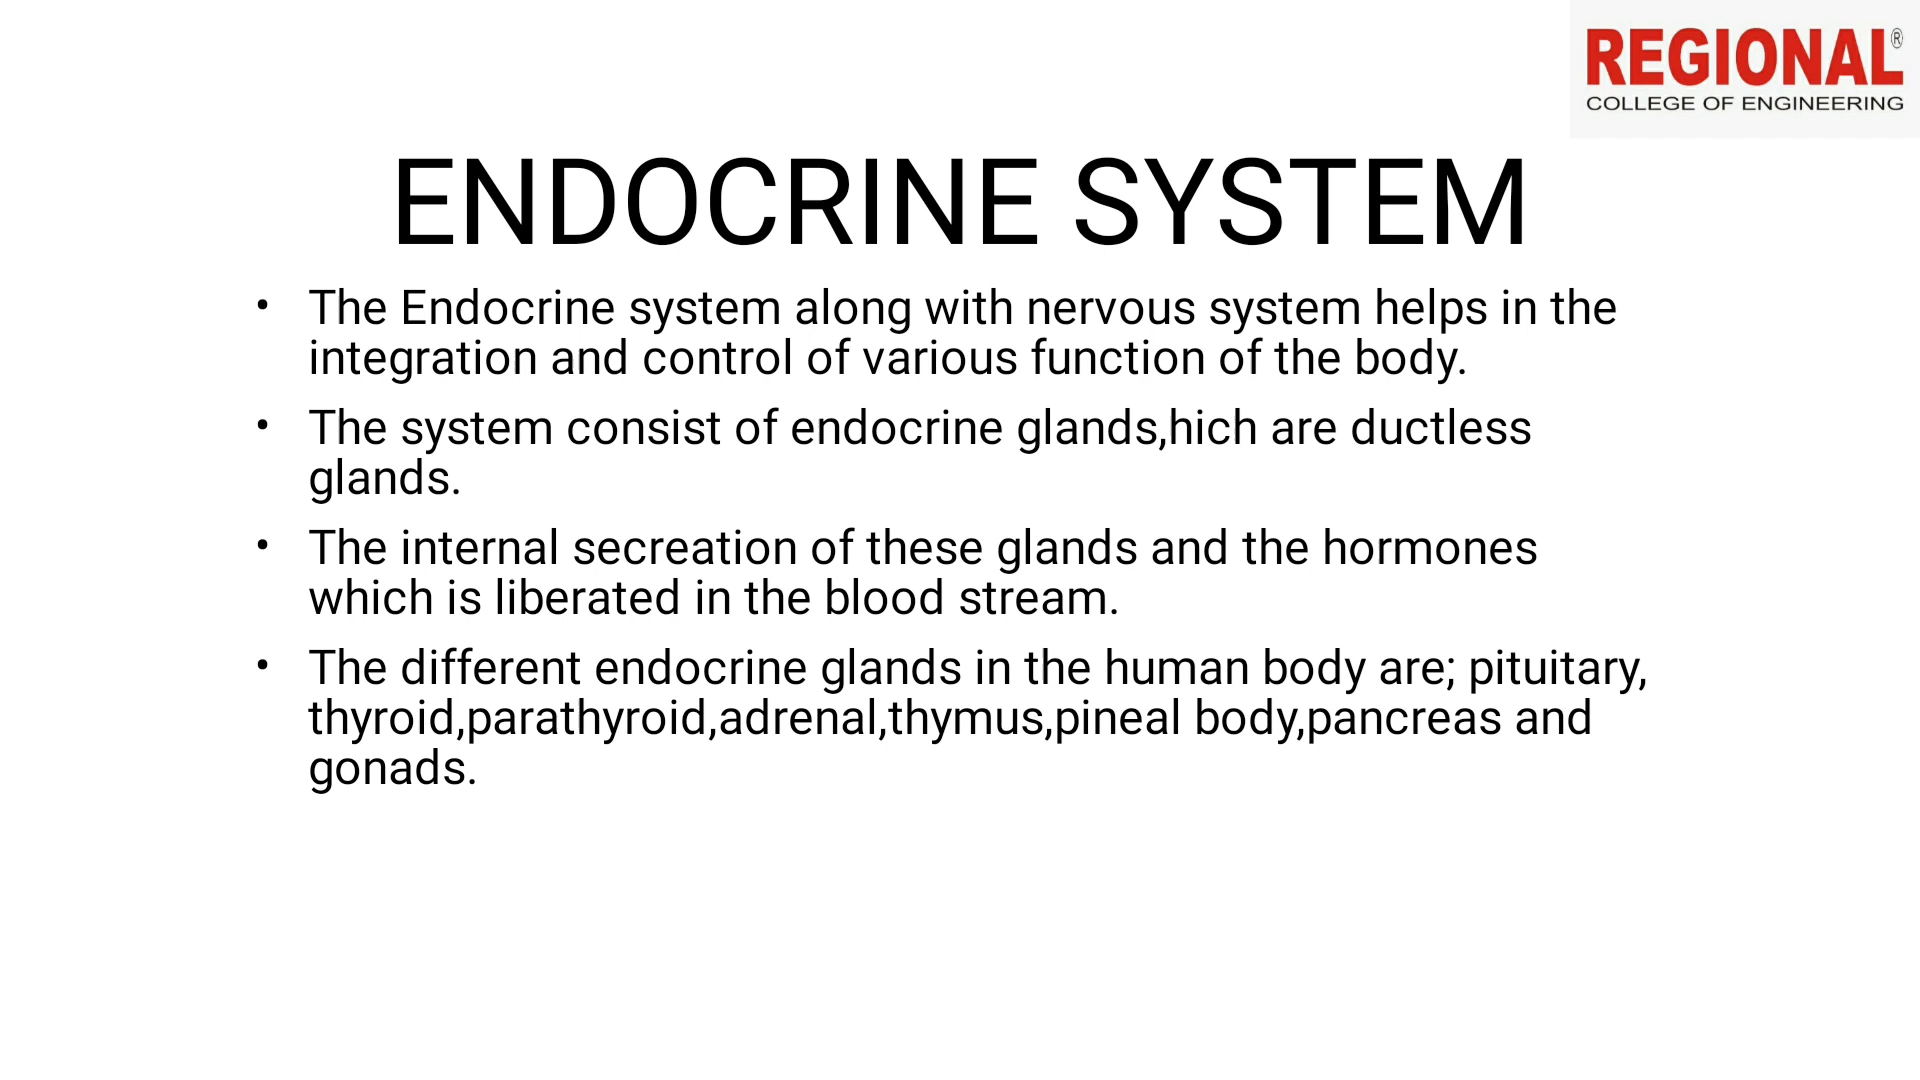 REGIONAL®
COLLEGE OF ENGINEERING
ENDOCRINE SYSTEM
• The Endocrine system along with nervous system helps in the
integration and control of various function of the body.
• The system consist of endocrine glands,hich are ductless
glands.
• The internal secreation of these glands and the hormones
which is liberated in the blood stream.
• The different endocrine glands in the human body are; pituitary,
thyroid,parathyroid,adrenal,thymus,pineal body,pancreas and
gonads.